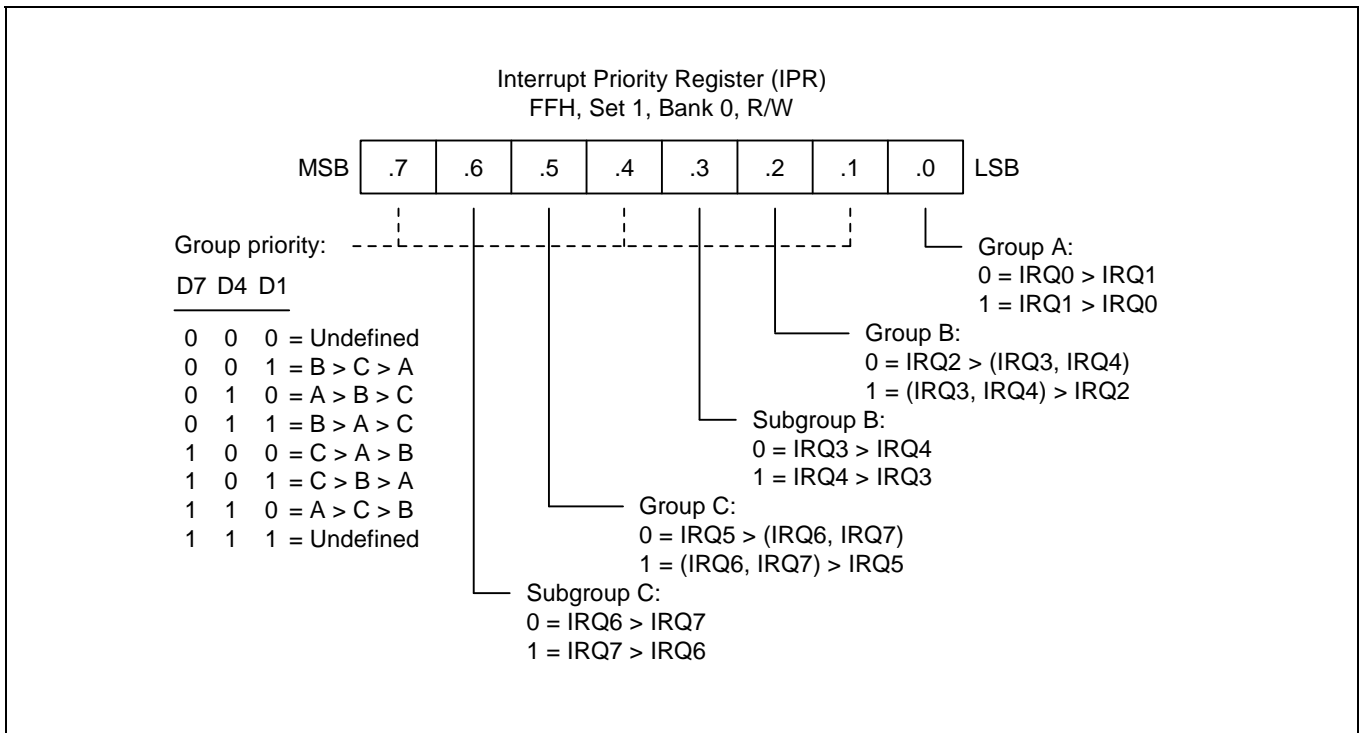 Interrupt Priority Register (IPR)
FFH, Set 1, Bank 0, R/W
MSB .7 .6 .5 .4 .3 .2 .1 .0 LSB
Group priority:
D7 D4 D1
0 0 0 = Undefined
0 0 1 = B > C > A
0 1 0 = A > B > C
0 1 1 = B > A > C
1 0 0 = C > A > B
1 0 1 = C > B > A
1 1 0 = A > C > B
1 1 1 = Undefined
Group A:
0 = IRQ0 > IRQ1
1 = IRQ1 > IRQ0
Group B:
0 = IRQ2 > (IRQ3, IRQ4)
1 = (IRQ3, IRQ4) > IRQ2
Subgroup B:
0 = IRQ3 > IRQ4
1 = IRQ4 > IRQ3
Group C:
0 = IRQ5 > (IRQ6, IRQ7)
1 = (IRQ6, IRQ7) > IRQ5
Subgroup C:
0 = IRQ6 > IRQ7
1 = IRQ7 > IRQ6